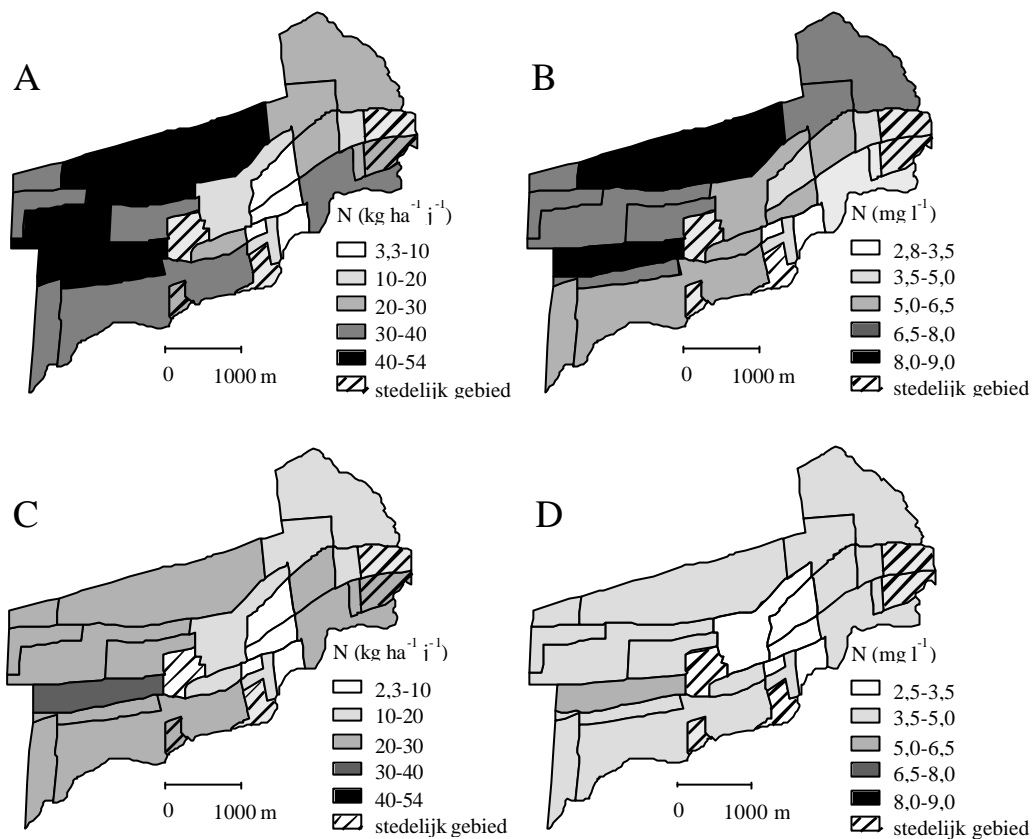 A
N (kg ha⁻¹ j⁻¹)
3,3-10
10-20
20-30
30-40
40-54
stedelijk gebied
0 1000 m
B
N (mg l⁻¹)
2,8-3,5
3,5-5,0
5,0-6,5
6,5-8,0
8,0-9,0
stedelijk gebied
0 1000 m
C
N (kg ha⁻¹ j⁻¹)
2,3-10
10-20
20-30
30-40
40-54
stedelijk gebied
0 1000 m
D
N (mg l⁻¹)
2,5-3,5
3,5-5,0
5,0-6,5
6,5-8,0
8,0-9,0
stedelijk gebied
0 1000 m